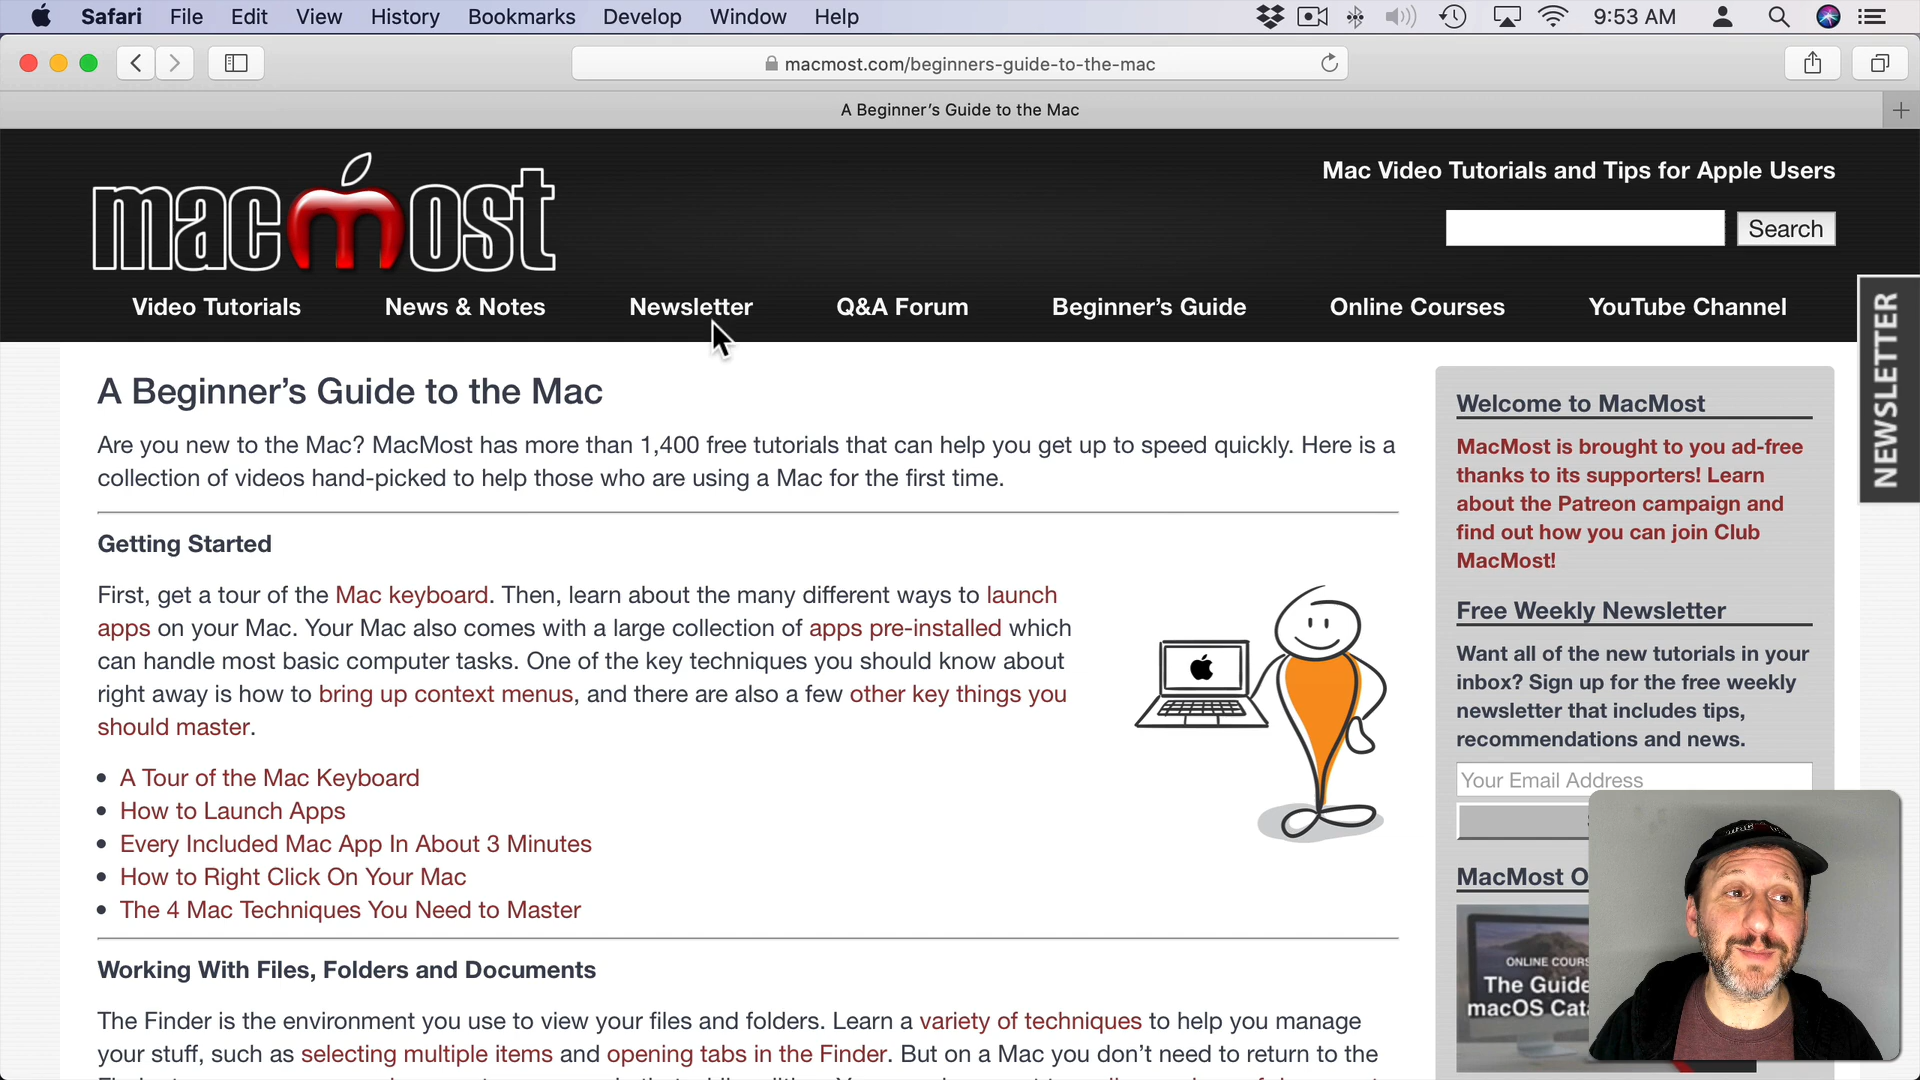 Safari File Edit View History Bookmarks Develop Window Help 9:53 AM
macmost.com/beginners-guide-to-the-mac
A Beginner's Guide to the Mac
macmost
Mac Video Tutorials and Tips for Apple Users
Search
Video Tutorials News & Notes Newsletter Q&A Forum Beginner's Guide Online Courses YouTube Channel
NEWSLETTER
A Beginner's Guide to the Mac
Are you new to the Mac? MacMost has more than 1,400 free tutorials that can help you get up to speed quickly. Here is a
collection of videos hand-picked to help those who are using a Mac for the first time.
Getting Started
First, get a tour of the Mac keyboard. Then, learn about the many different ways to launch
apps on your Mac. Your Mac also comes with a large collection of apps pre-installed which
can handle most basic computer tasks. One of the key techniques you should know about
right away is how to bring up context menus, and there are also a few other key things you
should master.
• A Tour of the Mac Keyboard
• How to Launch Apps
• Every Included Mac App In About 3 Minutes
• How to Right Click On Your Mac
• The 4 Mac Techniques You Need to Master
Working With Files, Folders and Documents
The Finder is the environment you use to view your files and folders. Learn a variety of techniques to help you manage
your stuff, such as selecting multiple items and opening tabs in the Finder. But on a Mac you don't need to return to the
Welcome to MacMost
MacMost is brought to you ad-free
thanks to its supporters! Learn
about the Patreon campaign and
find out how you can join Club
MacMost!
Free Weekly Newsletter
Want all of the new tutorials in your
inbox? Sign up for the free weekly
newsletter that includes tips,
recommendations and news.
Your Email Address
MacMost O
ONLINE COURS
The Guide
macOS Cat